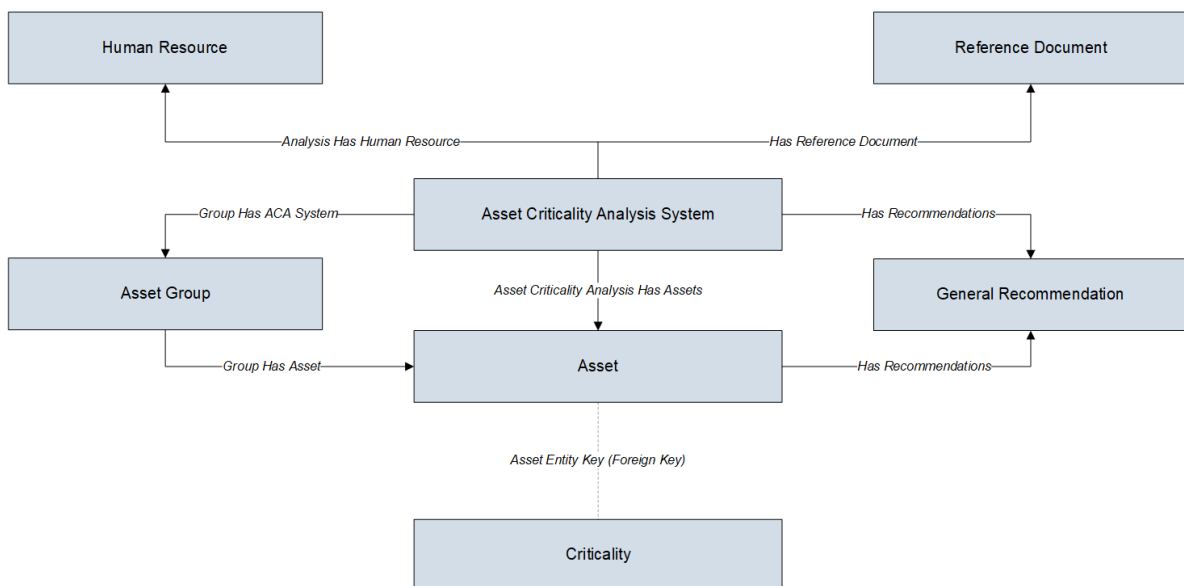 Human Resource
Reference Document
Analysis Has Human Resource
Has Reference Document
Group Has ACA System
Asset Criticality Analysis System
Has Recommendations
Asset Group
Asset Criticality Analysis Has Assets
General Recommendation
Group Has Asset
Asset
Has Recommendations
Asset Entity Key (Foreign Key)
Criticality